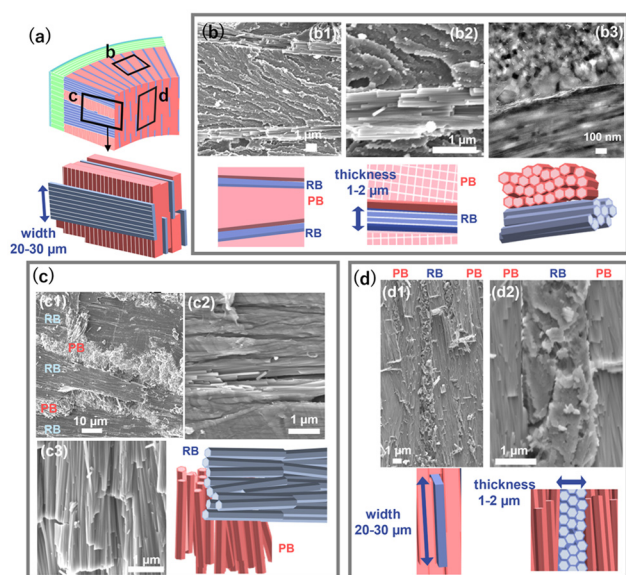 (a)
b
c
d
width
20-30 μm
(b)
(b1)
1 μm
(b2)
1 μm
(b3)
100 nm
RB
PB
RB
thickness
1-2 μm
PB
RB
(c)
(c1)
RB
PB
RB
PB
RB
10 μm
(c2)
1 μm
(c3)
μm
RB
PB
(d)
PB RB PB
PB RB PB
(d1)
1 μm
(d2)
1 μm
width
20-30 μm
thickness
1-2 μm